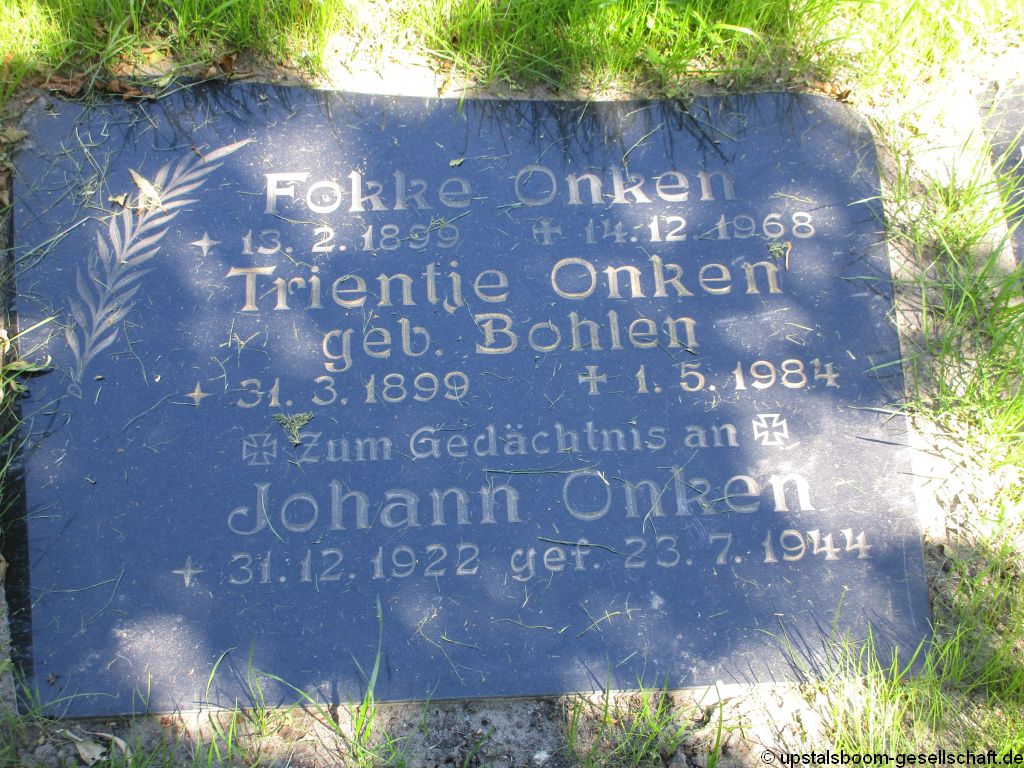 Fokke Onken
13. 2. 1899 14. 12. 1968
Trientje Onken
geb. Bohlen
31. 3. 1899 1. 5. 1984
Zum Gedächtnis an
Johann Onken
31. 12. 1922 gef. 23. 7. 1944
© upstalsboom-gesellschaft.de